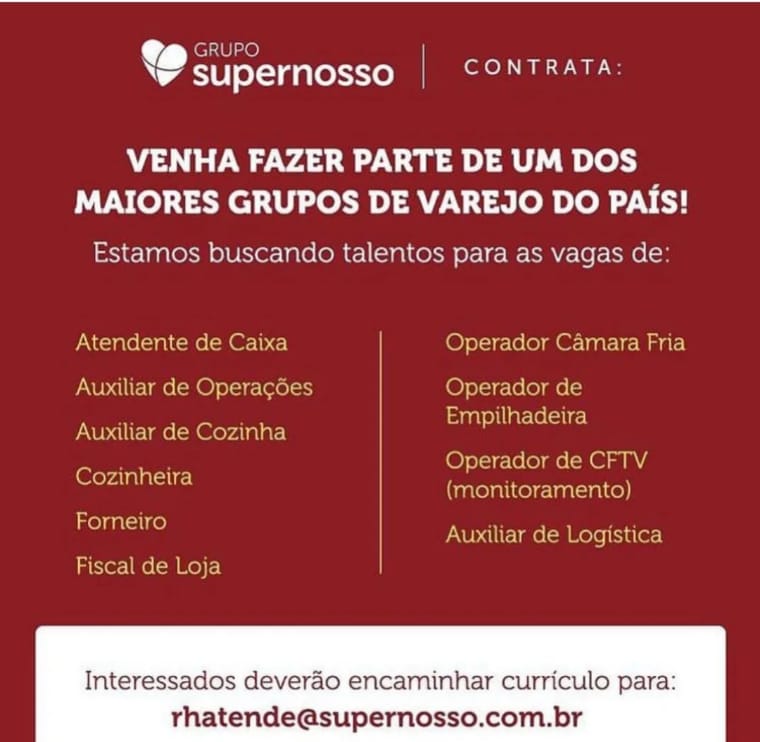 GRUPO
supernosso
CONTRATA:
VENHA FAZER PARTE DE UM DOS
MAIORES GRUPOS DE VAREJO DO PAÍS!
Estamos buscando talentos para as vagas de:
Atendente de Caixa
Auxiliar de Operações
Auxiliar de Cozinha
Cozinheira
Forneiro
Fiscal de Loja
Operador Câmara Fria
Operador de
Empilhadeira
Operador de CFTV
(monitoramento)
Auxiliar de Logística
Interessados deverão encaminhar currículo para:
rhatende@supernosso.com.br